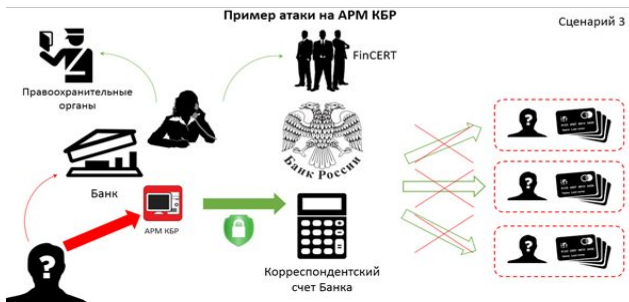 Пример атаки на АРМ КБР
Сценарий 3
FinCERT
Правоохранительные
органы
Банк России
Банк
АРМ КБР
Корреспондентский
счет Банка
?
?
?
?